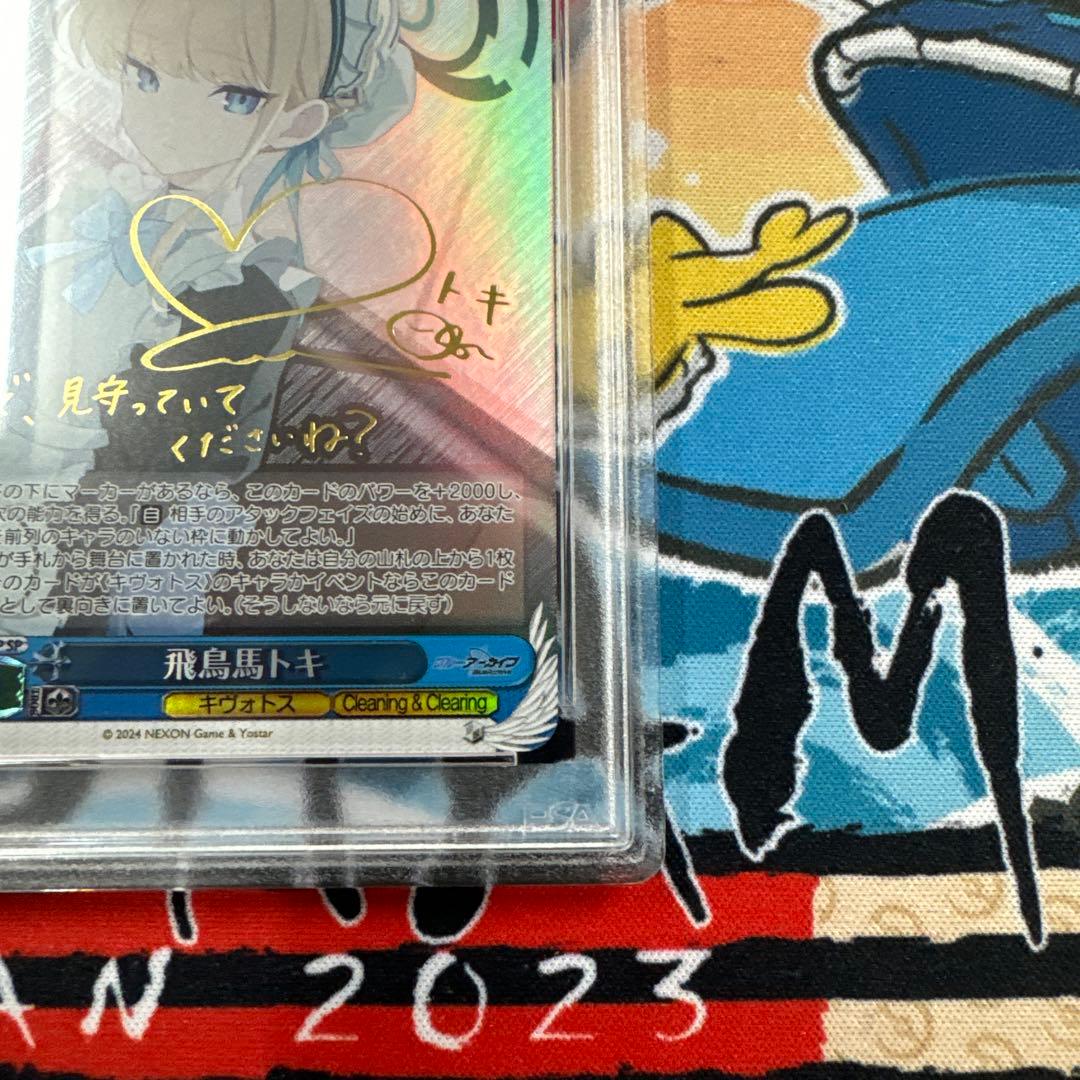 トキ
見守っていて
くださいね?
の下にマーカーがあるなら、このカードのパワーを+2000し、
の能力を得る。『自 相手のアタックフェイズの始めに、あなた
前列のキャラのいない枠に動かしてよい。』
が手札から舞台に置かれた時、あなたは自分の山札の上から1枚
のカードが《キヴォトス》のキャラかイベントならこのカード
として裏向きに置いてよい。(そうしないなら元に戻す)
飛鳥馬トキ
ブルーアーカイブ
キヴォトス Cleaning & Clearing
© 2024 NEXON Game & Yostar
PSA
M
AN 2023